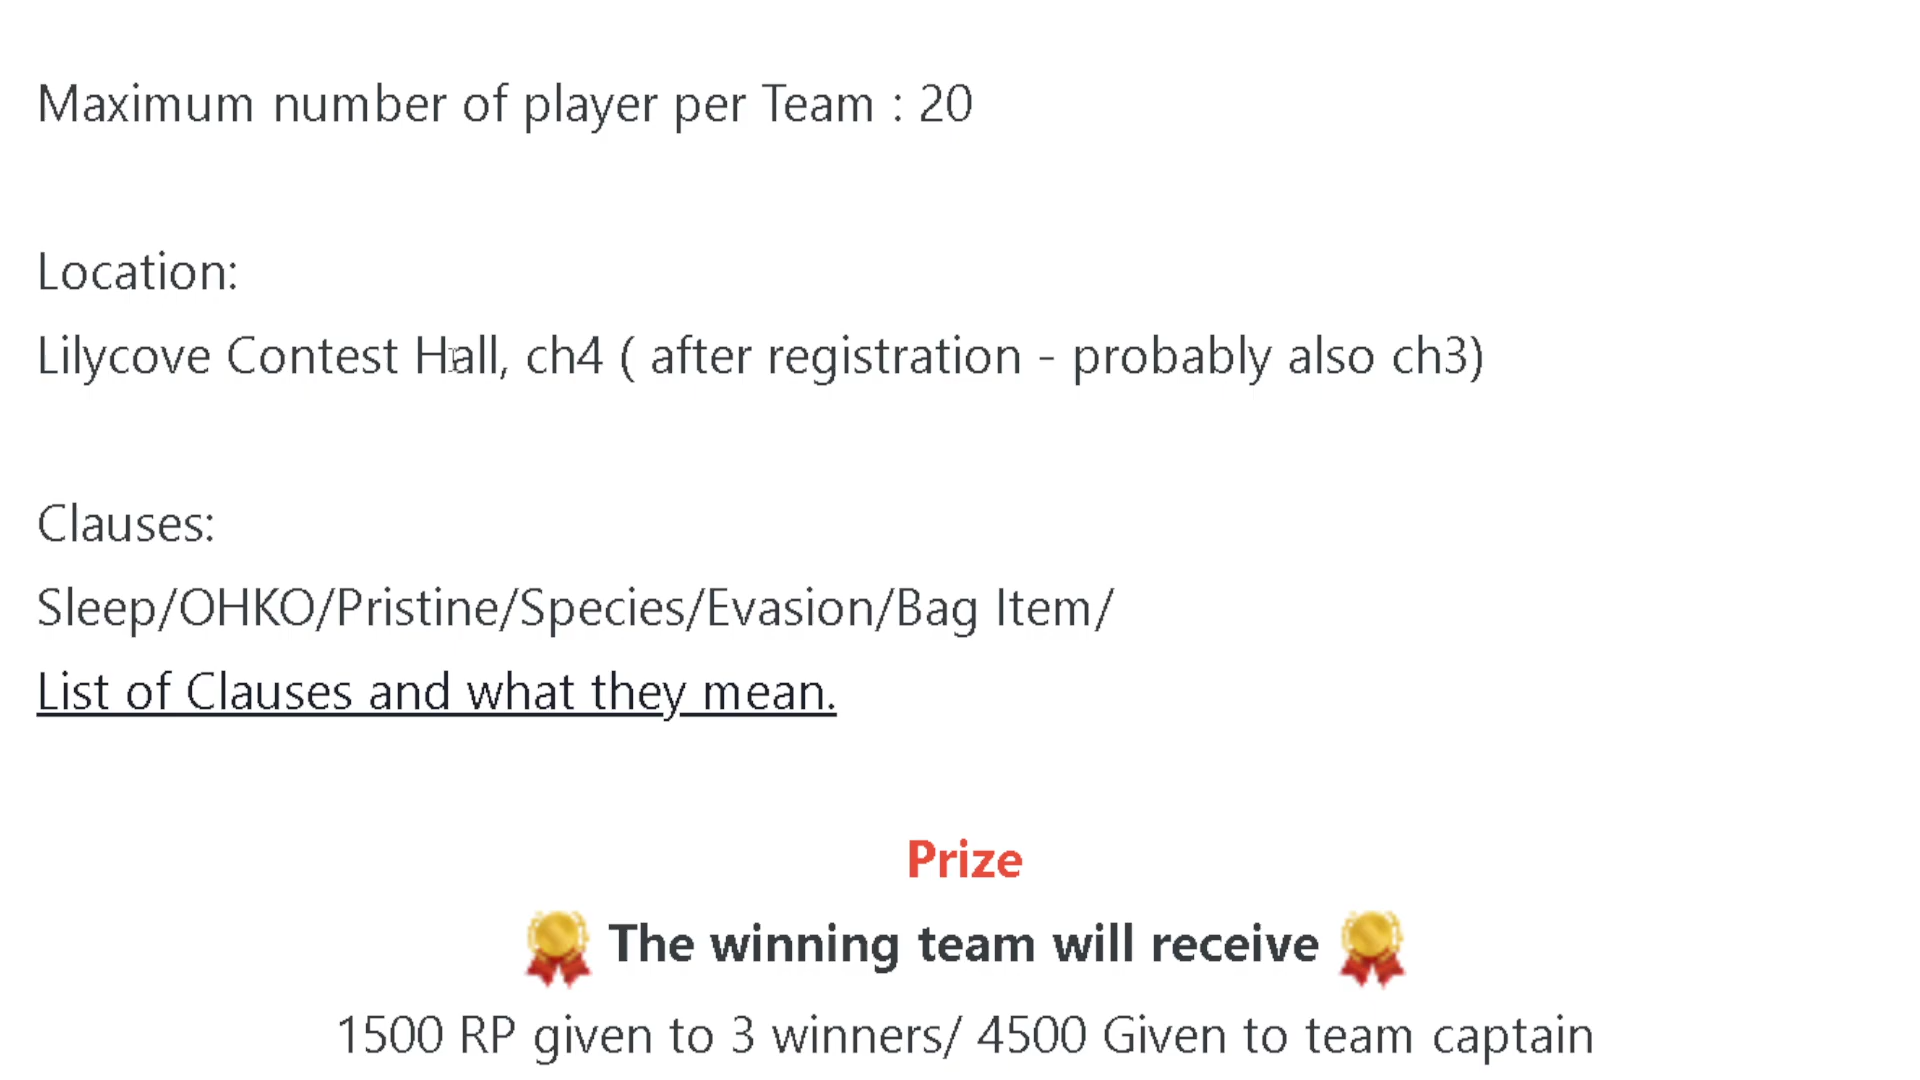 Maximum number of player per Team : 20
Location:
Lilycove Contest Hall, ch4 ( after registration - probably also ch3)
Clauses:
Sleep/OHKO/Pristine/Species/Evasion/Bag Item/
List of Clauses and what they mean.
Prize
The winning team will receive
1500 RP given to 3 winners/ 4500 Given to team captain